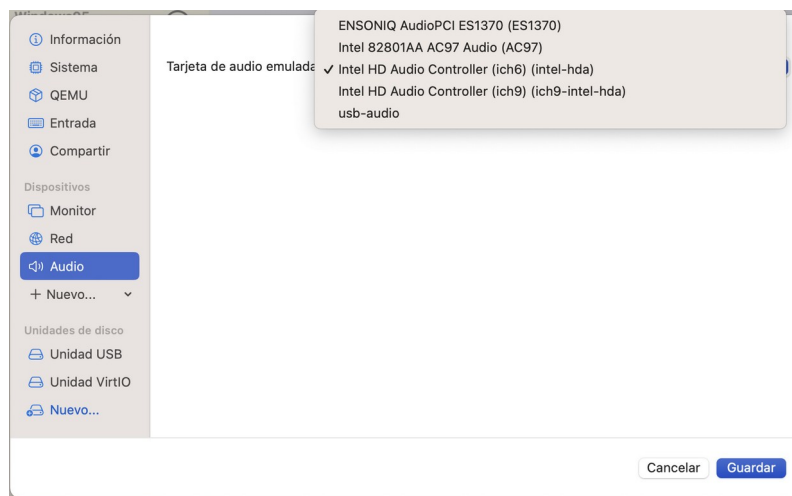 Información
Sistema
QEMU
Entrada
Compartir
Dispositivos
Monitor
Red
Audio
+ Nuevo...
Unidades de disco
Unidad USB
Unidad VirtIO
Nuevo...
Tarjeta de audio emulada
ENSONIQ AudioPCI ES1370 (ES1370)
Intel 82801AA AC97 Audio (AC97)
✓ Intel HD Audio Controller (ich6) (intel-hda)
Intel HD Audio Controller (ich9) (ich9-intel-hda)
usb-audio
Cancelar
Guardar